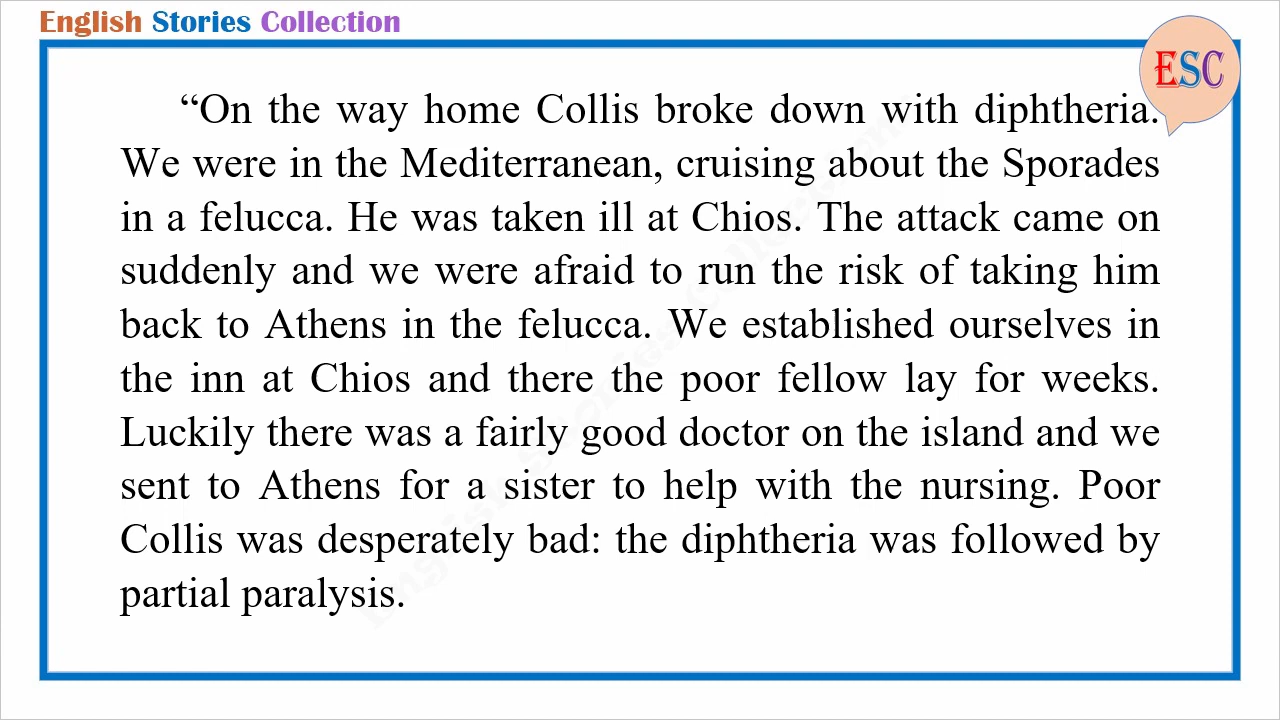 English Stories Collection
ESC
“On the way home Collis broke down with diphtheria.
We were in the Mediterranean, cruising about the Sporades
in a felucca. He was taken ill at Chios. The attack came on
suddenly and we were afraid to run the risk of taking him
back to Athens in the felucca. We established ourselves in
the inn at Chios and there the poor fellow lay for weeks.
Luckily there was a fairly good doctor on the island and we
sent to Athens for a sister to help with the nursing. Poor
Collis was desperately bad: the diphtheria was followed by
partial paralysis.
English Stories Collection